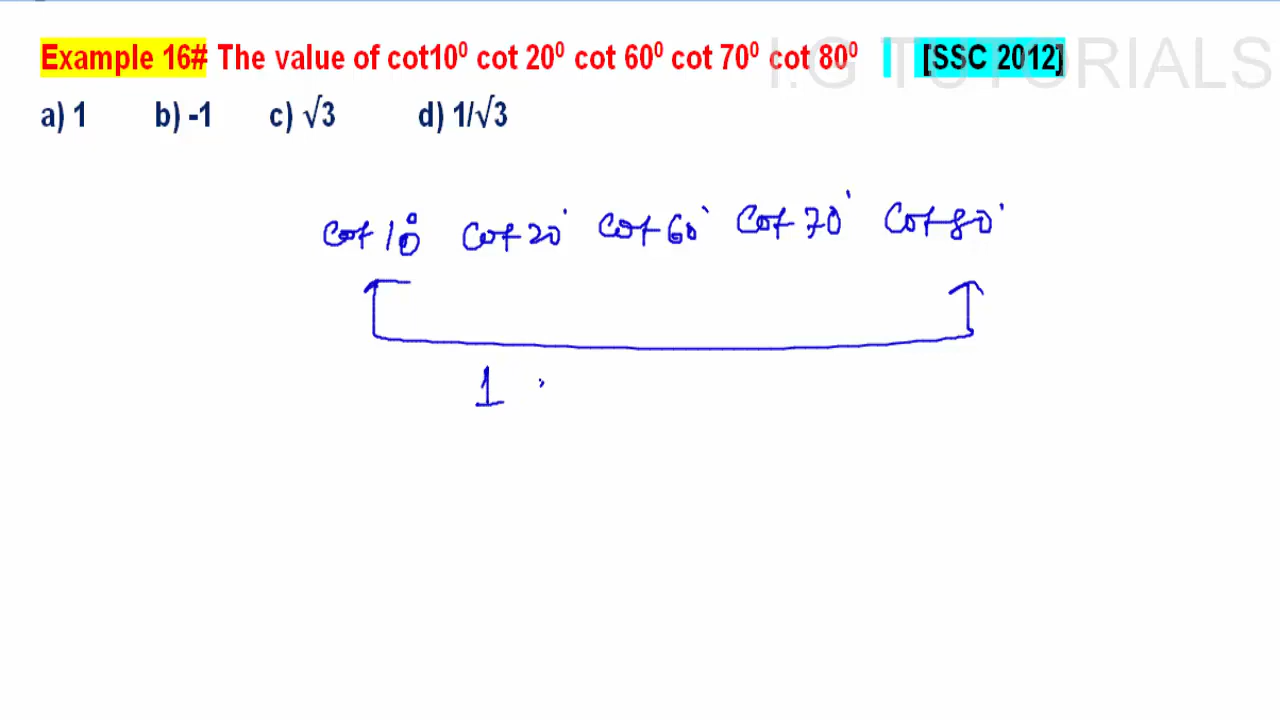 Example 16# The value of cot10⁰ cot 20⁰ cot 60⁰ cot 70⁰ cot 80⁰ [SSC 2012]
I.G TUTORIALS
a) 1 b) -1 c) √3 d) 1/√3
Cot 10° Cot 20° Cot 60° Cot 70° Cot 80°
1 .